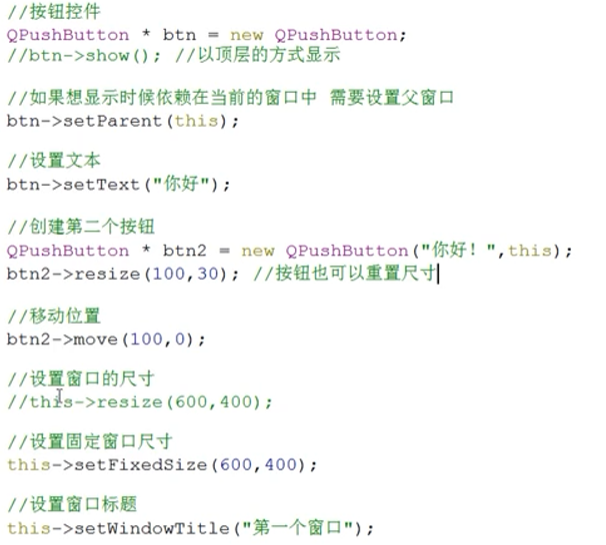 //按钮控件
QPushButton * btn = new QPushButton;
//btn->show(); //以顶层的方式显示
//如果想显示时候依赖在当前的窗口中 需要设置父窗口
btn->setParent(this);
//设置文本
btn->setText("你好");
//创建第二个按钮
QPushButton * btn2 = new QPushButton("你好！",this);
btn2->resize(100,30); //按钮也可以重置尺寸
//移动位置
btn2->move(100,0);
//设置窗口的尺寸
//this->resize(600,400);
//设置固定窗口尺寸
this->setFixedSize(600,400);
//设置窗口标题
this->setWindowTitle("第一个窗口");